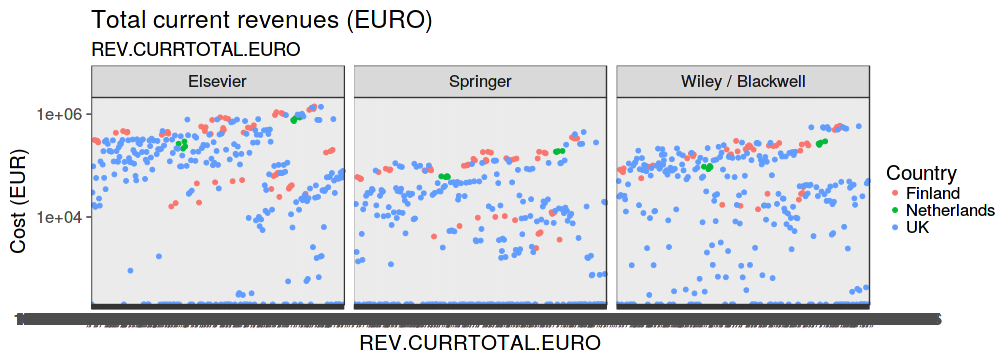 Total current revenues (EURO)
REV.CURRTOTAL.EURO
Elsevier
Springer
Wiley / Blackwell
1e+06
1e+04
Cost (EUR)
Country
Finland
Netherlands
UK
REV.CURRTOTAL.EURO